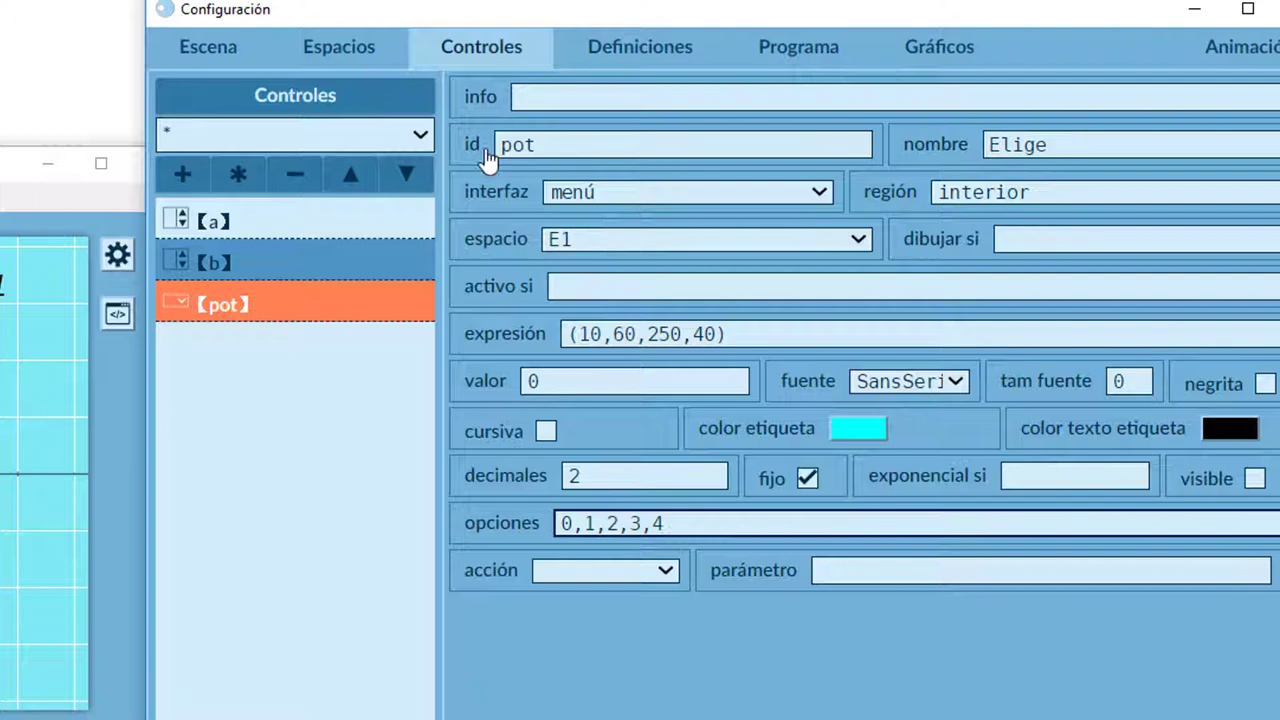 Configuración
Escena Espacios Controles Definiciones Programa Gráficos Animació
Controles
*
【a】
【b】
【pot】
info
id pot nombre Elige
interfaz menú región interior
espacio E1 dibujar si
activo si
expresión (10,60,250,40)
valor 0 fuente SansSeri tam fuente 0 negrita
cursiva color etiqueta color texto etiqueta
decimales 2 fijo exponencial si visible
opciones 0,1,2,3,4
acción parámetro